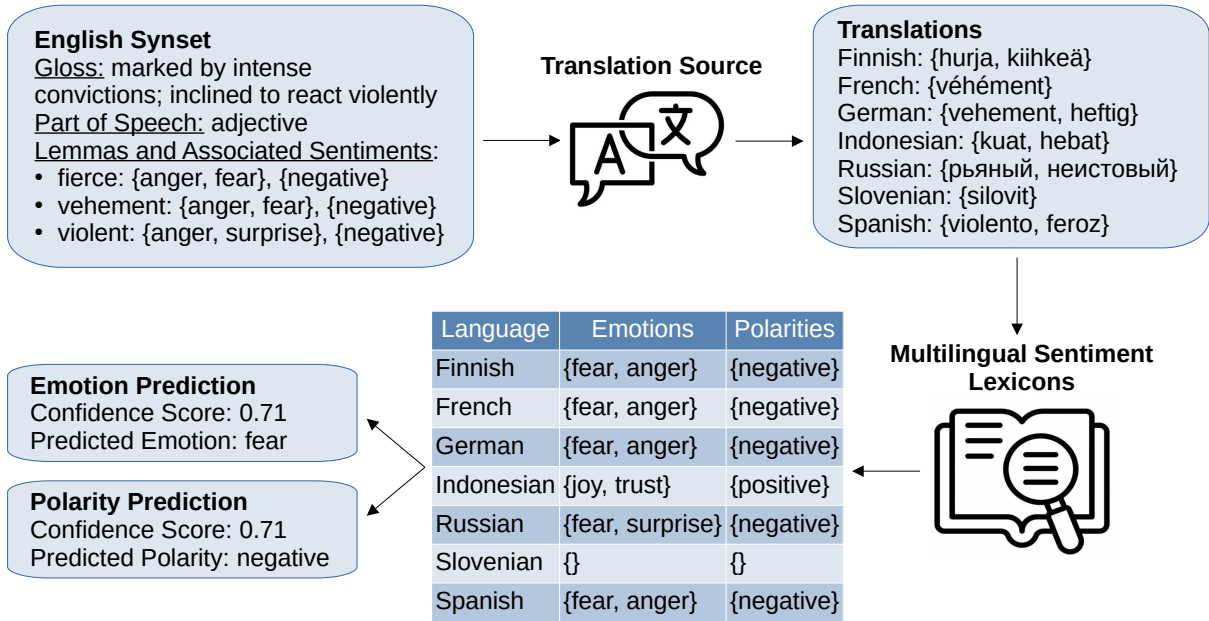 English Synset
Gloss: marked by intense
convictions; inclined to react violently
Part of Speech: adjective
Lemmas and Associated Sentiments:
• fierce: {anger, fear}, {negative}
• vehement: {anger, fear}, {negative}
• violent: {anger, surprise}, {negative}
Translation Source
A 文
Translations
Finnish: {hurja, kiihkeä}
French: {véhément}
German: {vehement, heftig}
Indonesian: {kuat, hebat}
Russian: {рьяный, неистовый}
Slovenian: {silovit}
Spanish: {violento, feroz}
Multilingual Sentiment
Lexicons
Language Emotions Polarities
Finnish {fear, anger} {negative}
French {fear, anger} {negative}
German {fear, anger} {negative}
Indonesian {joy, trust} {positive}
Russian {fear, surprise} {negative}
Slovenian {} {}
Spanish {fear, anger} {negative}
Emotion Prediction
Confidence Score: 0.71
Predicted Emotion: fear
Polarity Prediction
Confidence Score: 0.71
Predicted Polarity: negative